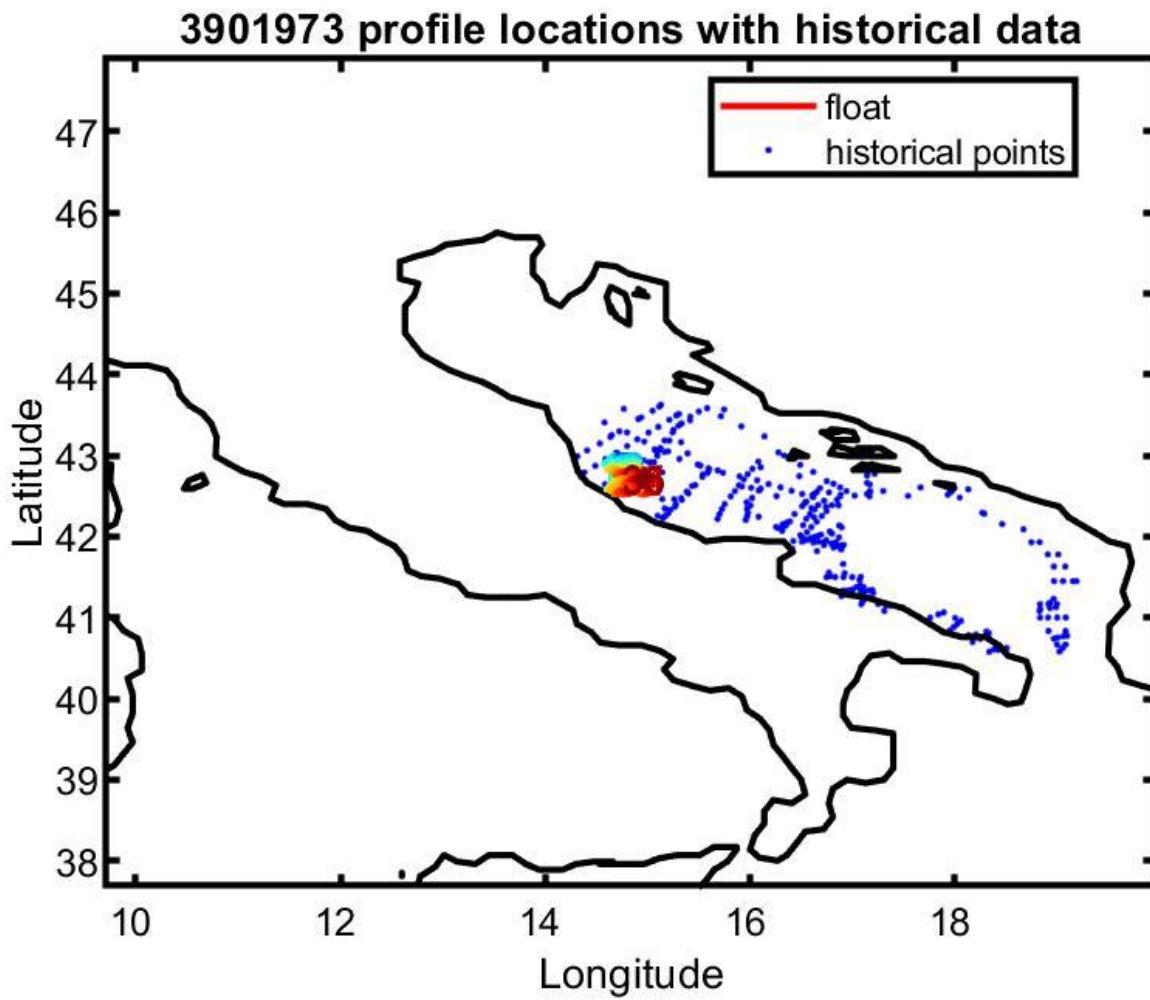 3901973 profile locations with historical data
float
historical points
47
46
45
44
43
42
41
40
39
38
Latitude
10 12 14 16 18
Longitude